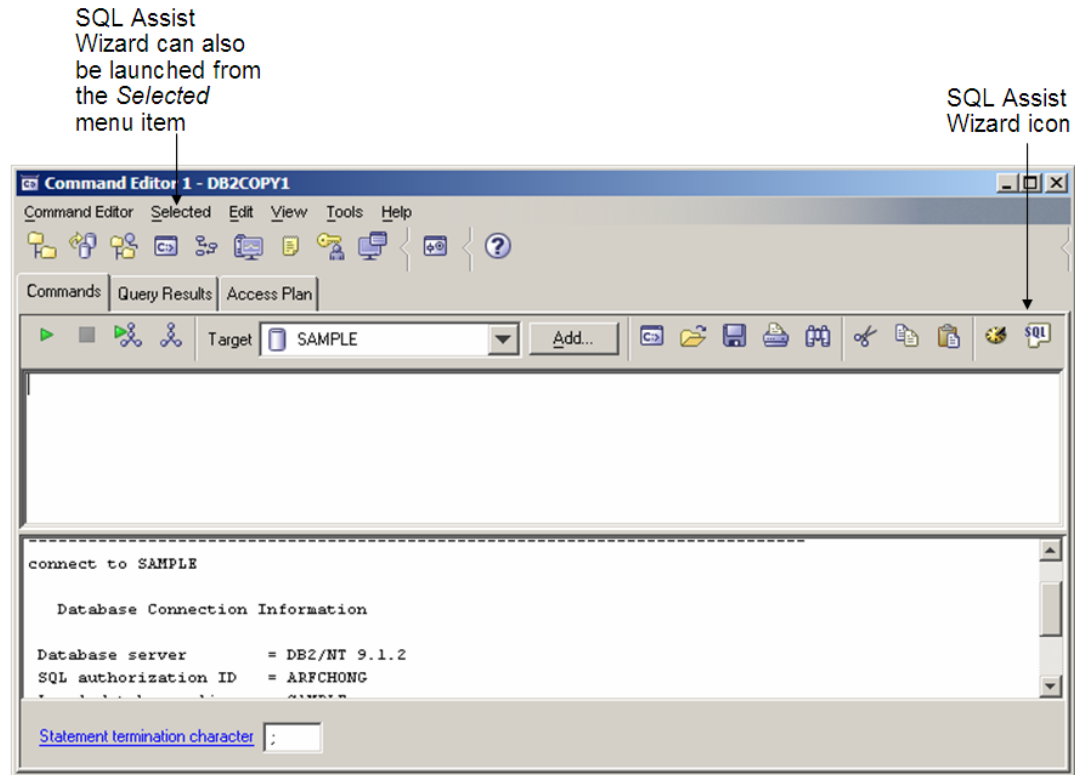 SQL Assist
Wizard can also
be launched from
the Selected
menu item
SQL Assist
Wizard icon
Command Editor 1 - DB2COPY1
Command Editor Selected Edit View Tools Help
Commands Query Results Access Plan
Target SAMPLE Add... SQL
connect to SAMPLE
Database Connection Information
Database server = DB2/NT 9.1.2
SQL authorization ID = ARFCHONG
Statement termination character ;